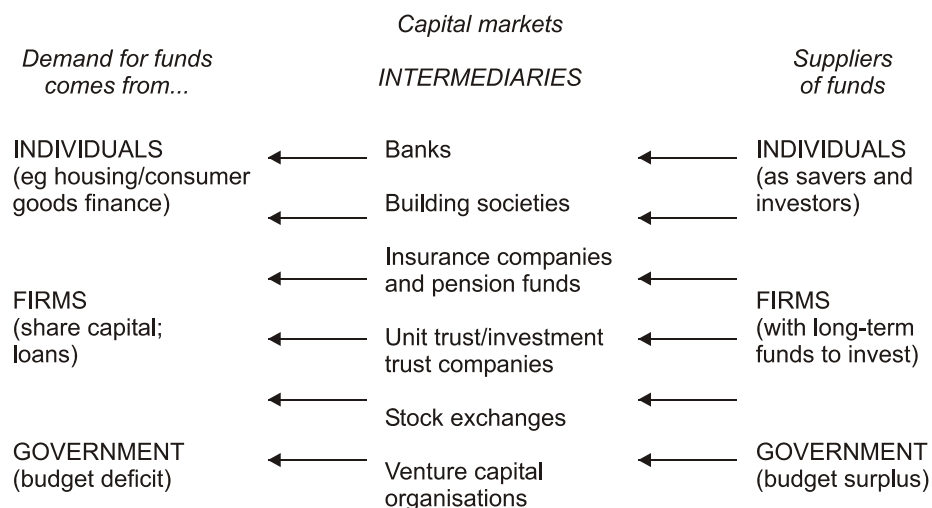 Capital markets
Demand for funds
comes from...
INTERMEDIARIES
Suppliers
of funds
INDIVIDUALS
(eg housing/consumer
goods finance)
FIRMS
(share capital;
loans)
GOVERNMENT
(budget deficit)
Banks
Building societies
Insurance companies
and pension funds
Unit trust/investment
trust companies
Stock exchanges
Venture capital
organisations
INDIVIDUALS
(as savers and
investors)
FIRMS
(with long-term
funds to invest)
GOVERNMENT
(budget surplus)